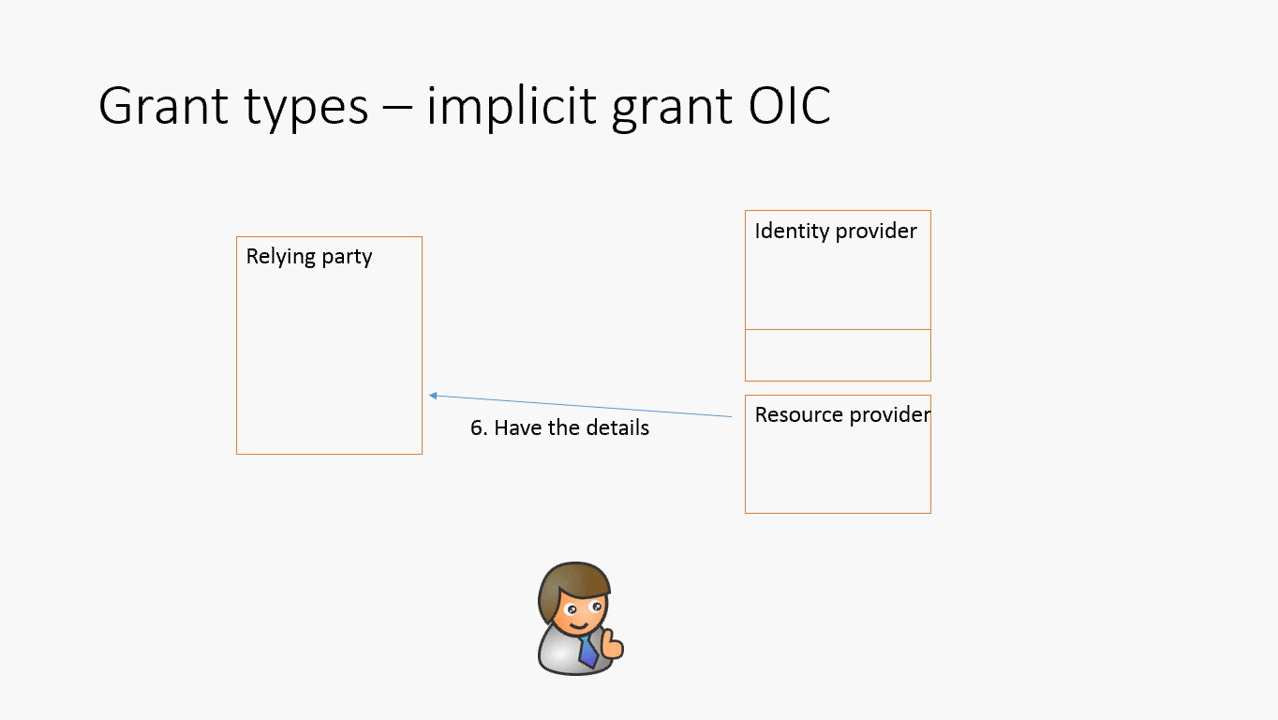 Grant types – implicit grant OIC
Identity provider
Relying party
Resource provider
6. Have the details